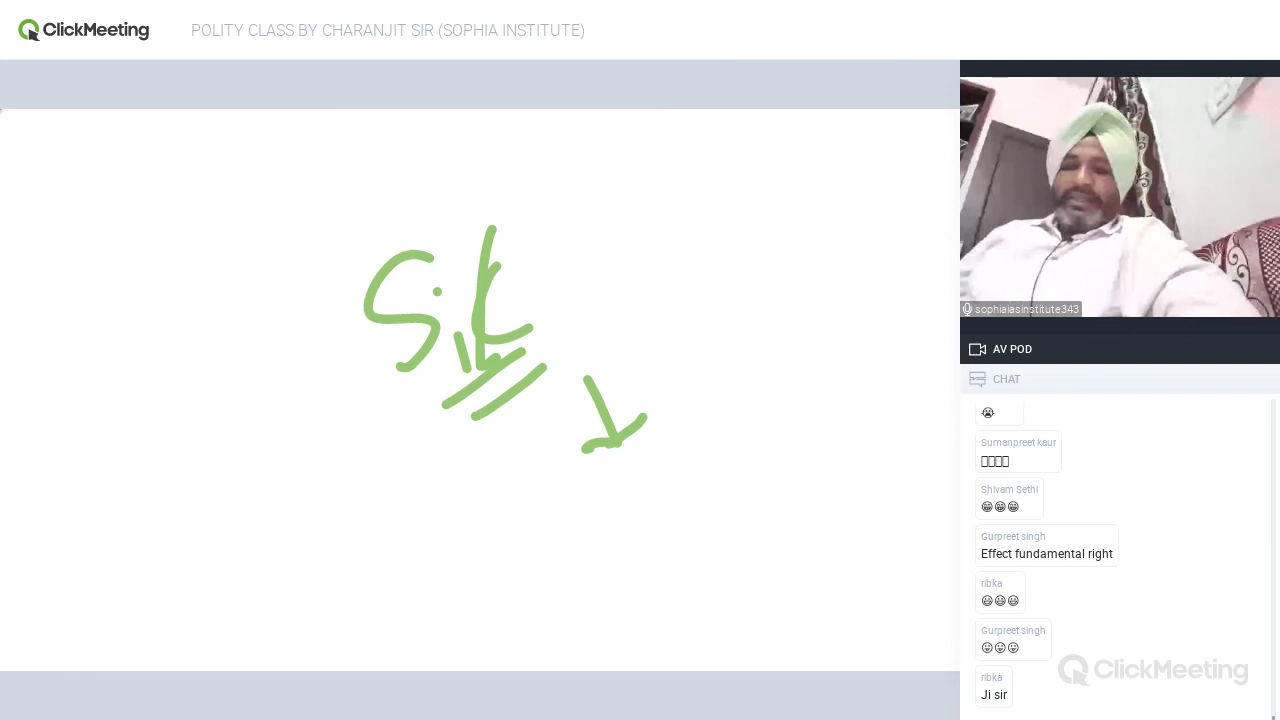 ClickMeeting
POLITY CLASS BY CHARANJIT SIR (SOPHIA INSTITUTE)
sophiaiasinstitute343
AV POD
CHAT
😭
Sumanpreet kaur
Shivam Sethi
😁😁😁
Gurpreet singh
Effect fundamental right
ribka
😃😃😃
Gurpreet singh
😜😜😜
ribka
Ji sir
ClickMeeting